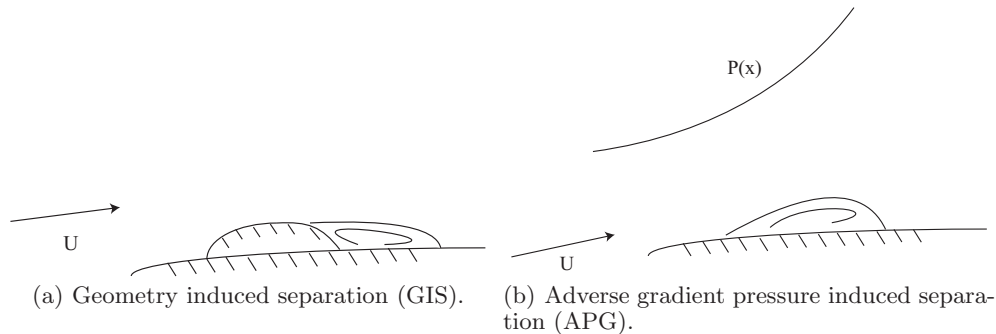 P(x)
U
U
(a) Geometry induced separation (GIS).
(b) Adverse gradient pressure induced separa-
tion (APG).